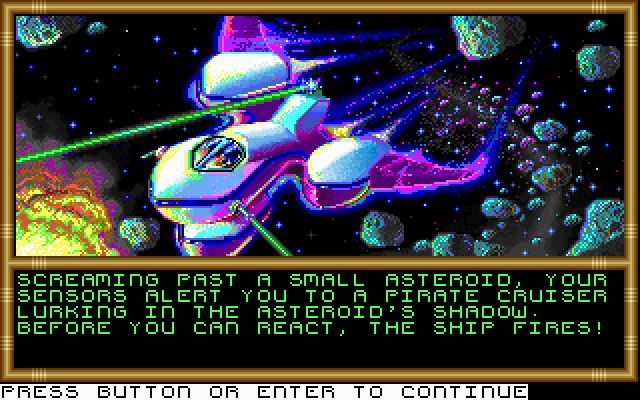 SCREAMING PAST A SMALL ASTEROID, YOUR
SENSORS ALERT YOU TO A PIRATE CRUISER
LURKING IN THE ASTEROID'S SHADOW.
BEFORE YOU CAN REACT, THE SHIP FIRES!
PRESS BUTTON OR ENTER TO CONTINUE